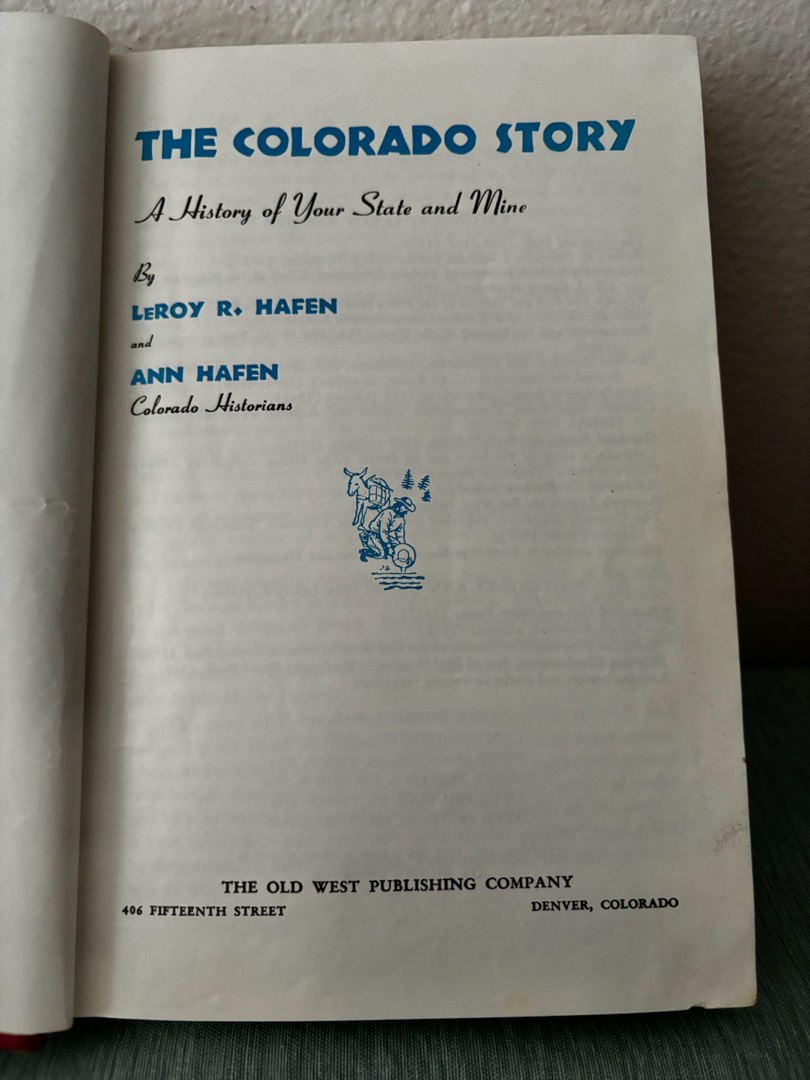 THE COLORADO STORY
A History of Your State and Mine
By
LEROY R. HAFEN
and
ANN HAFEN
Colorado Historians
THE OLD WEST PUBLISHING COMPANY
406 FIFTEENTH STREET DENVER, COLORADO